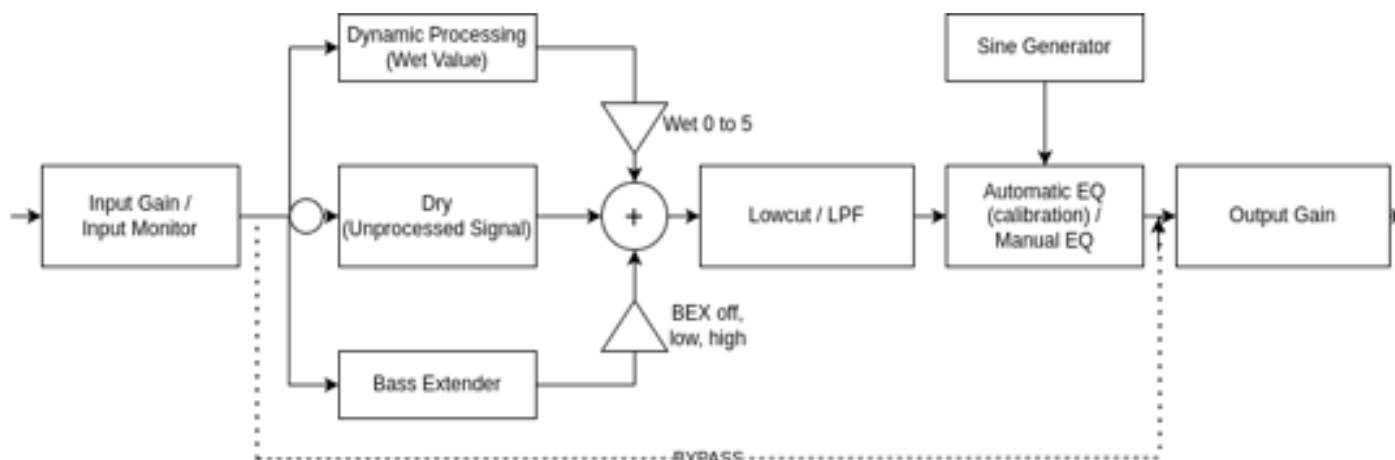 Dynamic Processing
(Wet Value)
Sine Generator
Wet 0 to 5
Input Gain /
Input Monitor
Dry
(Unprocessed Signal)
+
Lowcut / LPF
Automatic EQ
(calibration) /
Manual EQ
Output Gain
BEX off,
low, high
Bass Extender
BYPASS